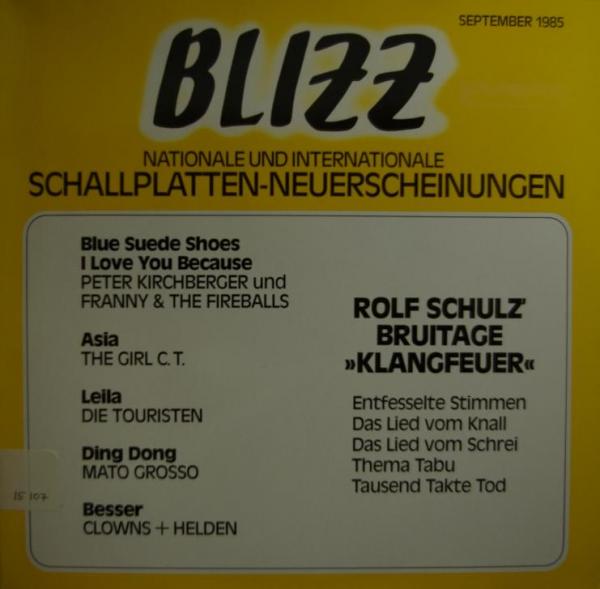 SEPTEMBER 1985
BLIZZ
NATIONALE UND INTERNATIONALE
SCHALLPLATTEN-NEUERSCHEINUNGEN
Blue Suede Shoes
I Love You Because
PETER KIRCHBERGER und
FRANNY & THE FIREBALLS
Asia
THE GIRL C.T.
Leila
DIE TOURISTEN
Ding Dong
MATO GROSSO
Besser
CLOWNS + HELDEN
ROLF SCHULZ'
BRUITAGE
»KLANGFEUER«
Entfesselte Stimmen
Das Lied vom Knall
Das Lied vom Schrei
Thema Tabu
Tausend Takte Tod
15 107